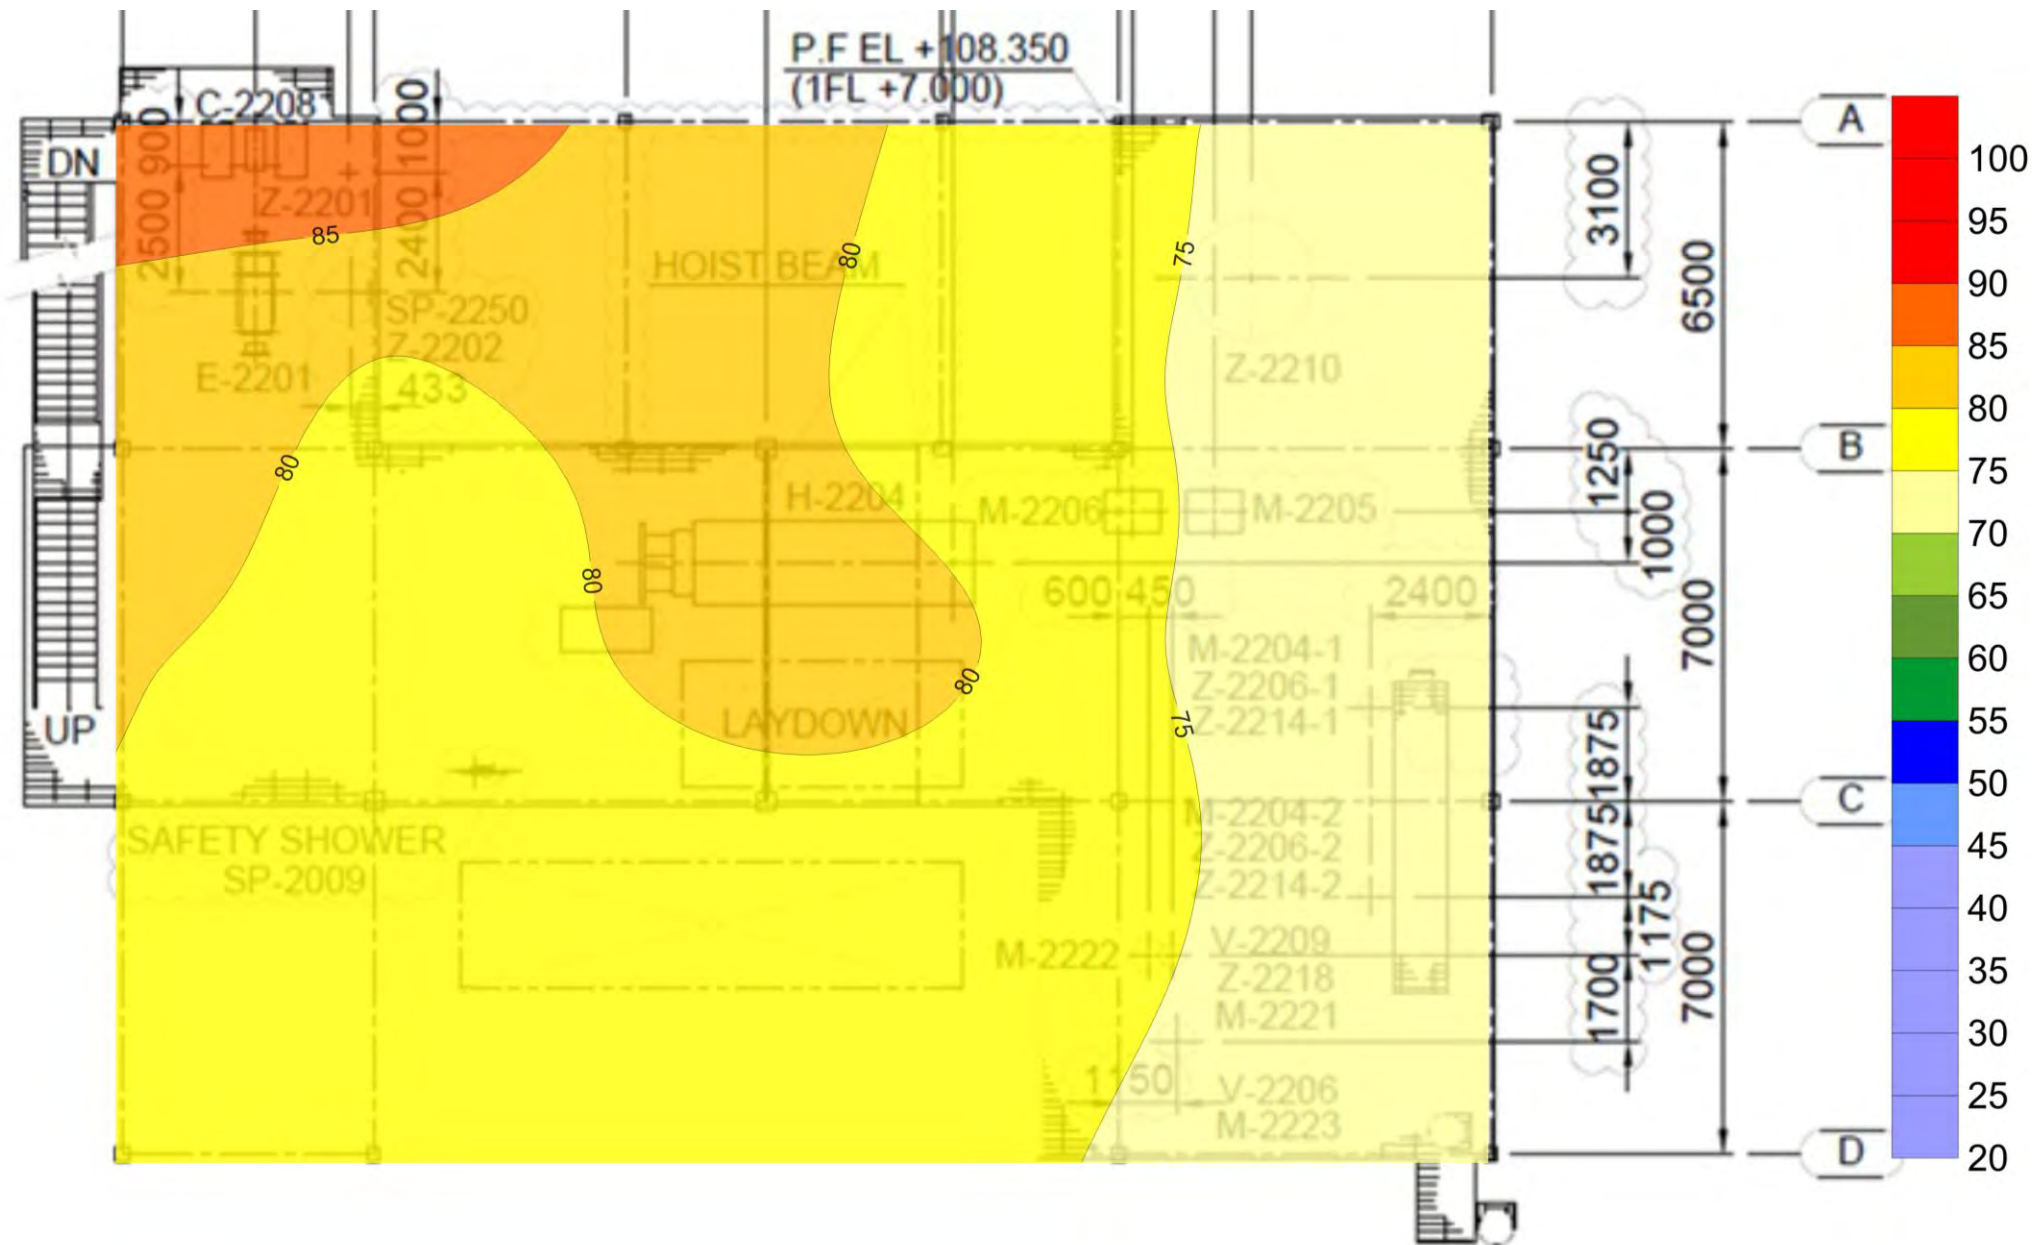 P.F EL +108.350
(1FL +7.000)
C-2208
900
1000
A
DN
Z-2201
2500
2400
85
3100
HOIST BEAM
80
75
6500
SP-2250
Z-2202
E-2201
433
Z-2210
80
1250
B
H-2204
M-2206
M-2205
1000
80
600 450
2400
7000
M-2204-1
Z-2206-1
Z-2214-1
80
75
LAYDOWN
UP
1875
C
M-2204-2
Z-2206-2
Z-2214-2
1875
SAFETY SHOWER
SP-2009
1175
M-2222
V-2209
Z-2218
M-2221
1700
7000
1150
V-2206
M-2223
D
100
95
90
85
80
75
70
65
60
55
50
45
40
35
30
25
20